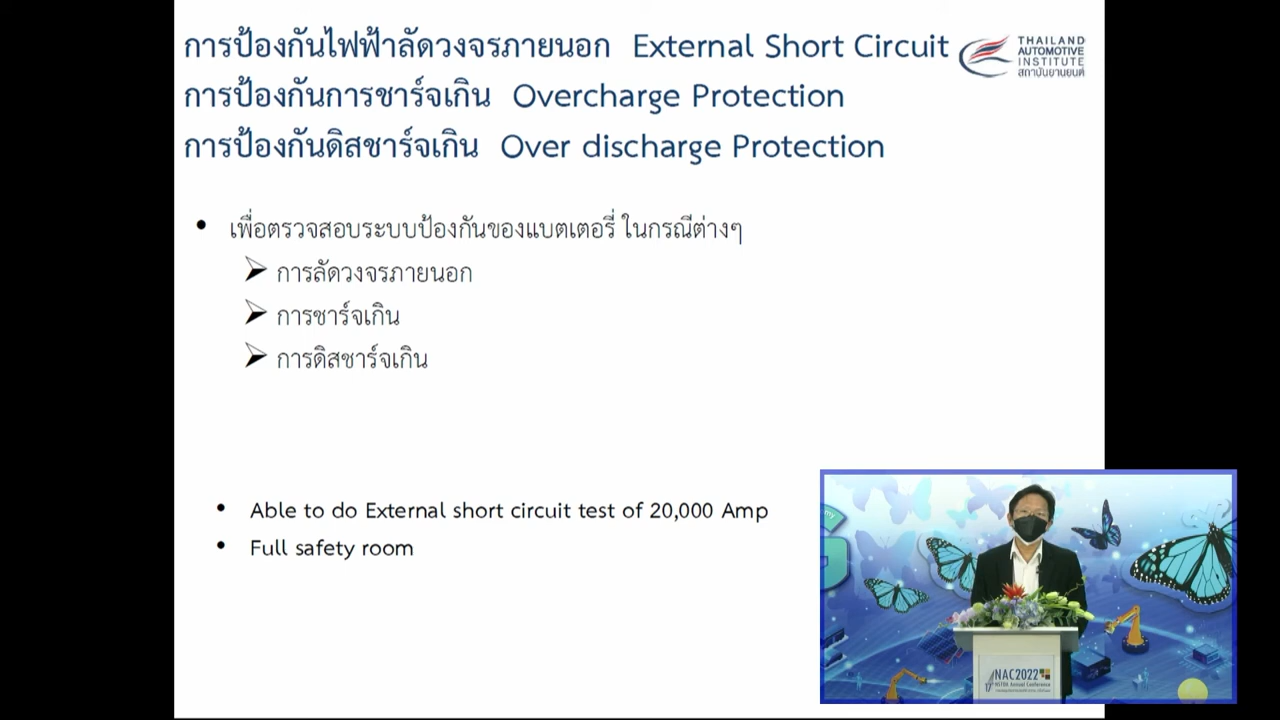 การป้องกันไฟฟ้าลัดวงจรภายนอก External Short Circuit
การป้องกันการชาร์จเกิน Overcharge Protection
การป้องกันดิสชาร์จเกิน Over discharge Protection
THAILAND
AUTOMOTIVE
INSTITUTE
สถาบันยานยนต์
• เพื่อตรวจสอบระบบป้องกันของแบตเตอรี่ ในกรณีต่างๆ
➢ การลัดวงจรภายนอก
➢ การชาร์จเกิน
➢ การดิสชาร์จเกิน
• Able to do External short circuit test of 20,000 Amp
• Full safety room
my
G
NAC2022
NSTDA Annual Conference